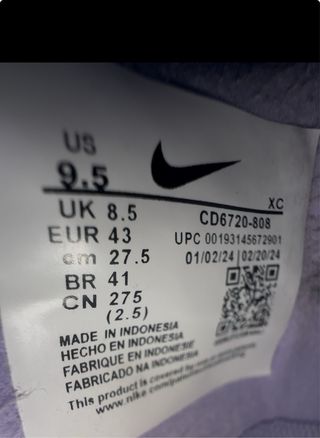 US
9.5
XC
UK 8.5
CD6720-808
EUR 43
UPC 00193145672901
cm 27.5
01/02/24 02/20/24
BR 41
CN 275
(2.5)
MADE IN INDONESIA
HECHO EN INDONESIA
FABRIQUE EN INDONESIE
FABRICADO NA INDONESIA
This product is covered by
www.nike.com/